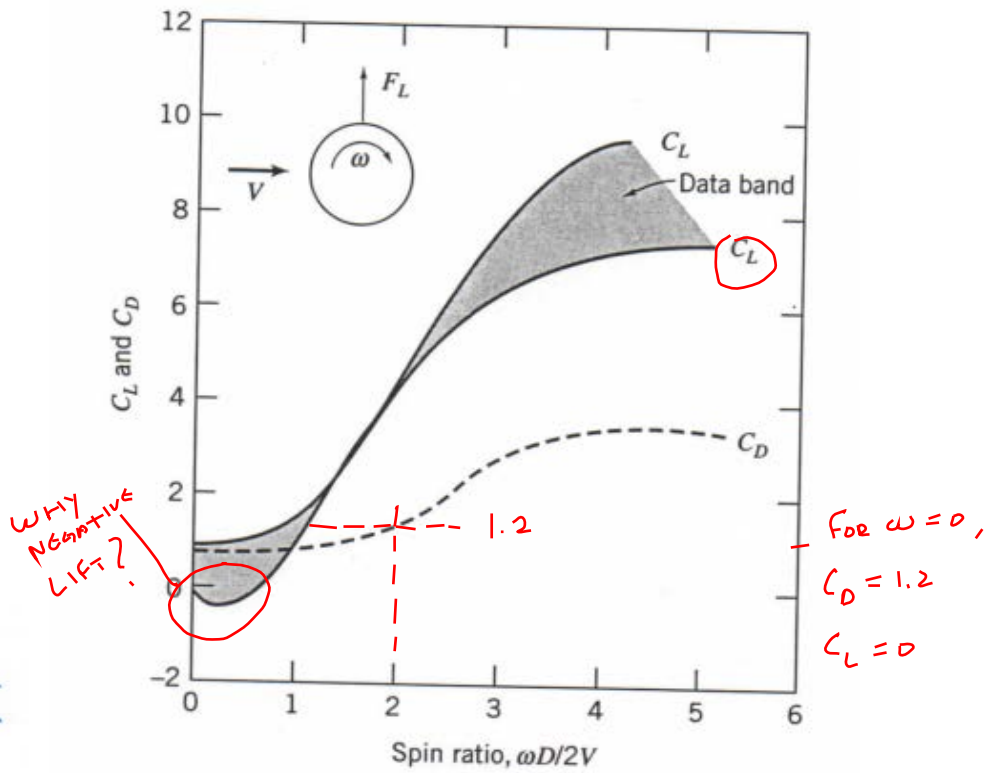 12
10
8
6
4
2
0
-2
C_L and C_D
F_L
ω
V
C_L
Data band
C_L
C_D
WHY
NEGATIVE
LIFT?
1.2
FOR ω = 0,
C_D = 1.2
C_L = 0
0 1 2 3 4 5 6
Spin ratio, ωD/2V